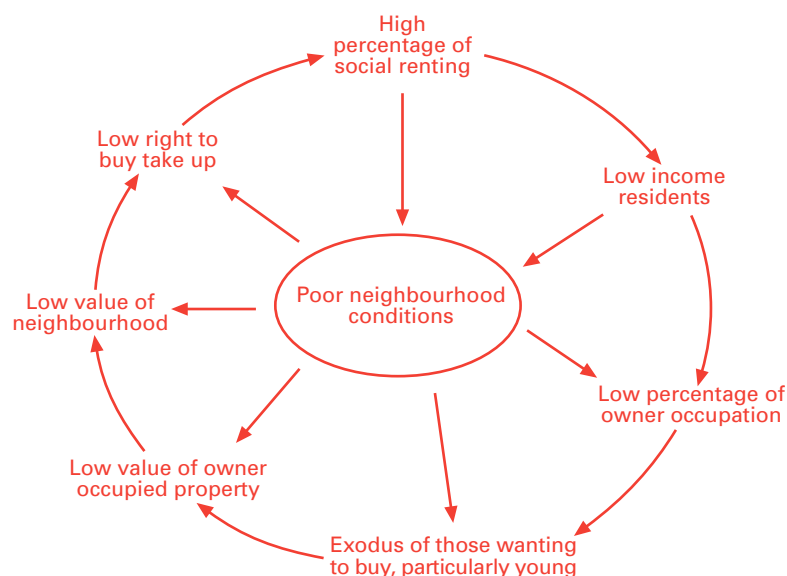 High
percentage of
social renting
Low right to
buy take up
Low income
residents
Poor neighbourhood
conditions
Low value of
neighbourhood
Low percentage of
owner occupation
Low value of owner
occupied property
Exodus of those wanting
to buy, particularly young